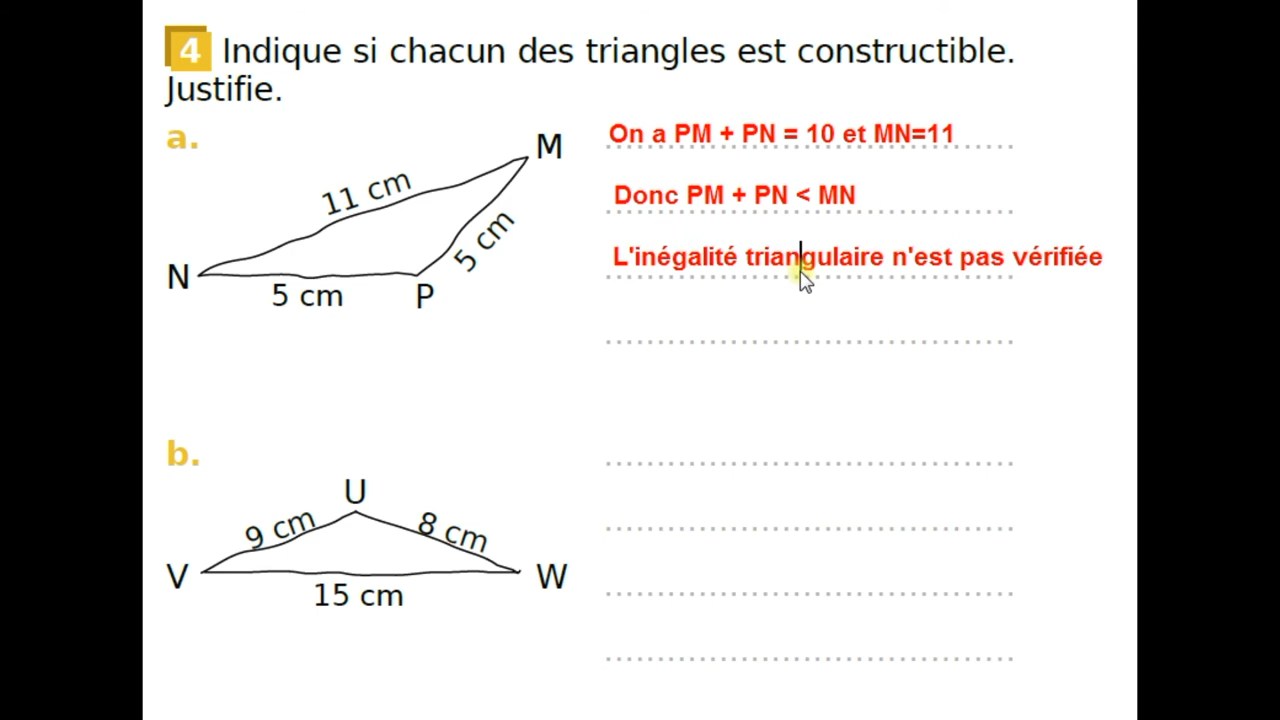 4 Indique si chacun des triangles est constructible.
Justifie.
a.
M
11 cm
5 cm
N
5 cm
P
On a PM + PN = 10 et MN=11
Donc PM + PN < MN
L'inégalité triangulaire n'est pas vérifiée
b.
U
9 cm
8 cm
V
W
15 cm